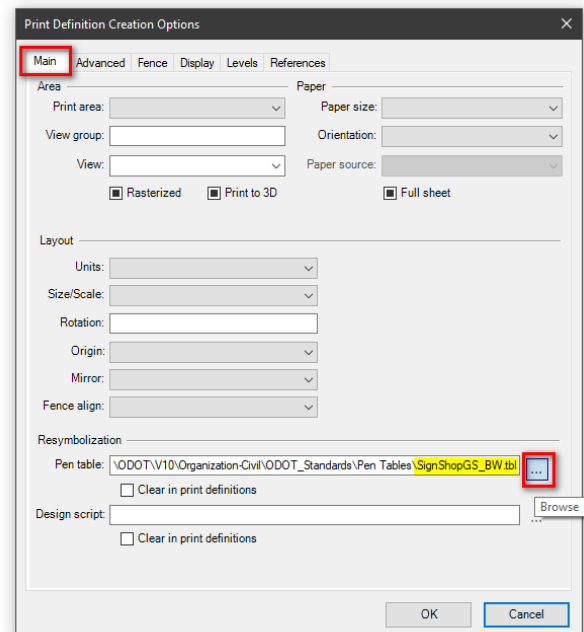 Print Definition Creation Options
Main Advanced Fence Display Levels References
Area Paper
Print area: Paper size:
View group: Orientation:
View: Paper source:
Rasterized Print to 3D Full sheet
Layout
Units:
Size/Scale:
Rotation:
Origin:
Mirror:
Fence align:
Resymbolization
Pen table: \ODOT\V10\Organization-Civil\ODOT_Standards\Pen Tables\SignShopGS_BW.tbl ...
Clear in print definitions
Browse
Design script: ...
Clear in print definitions
OK Cancel